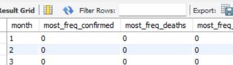 Result Grid Filter Rows: Export:
month most_freq_confirmed most_freq_deaths most_freq_
1 0 0 0
2 0 0 0
3 0 0 0